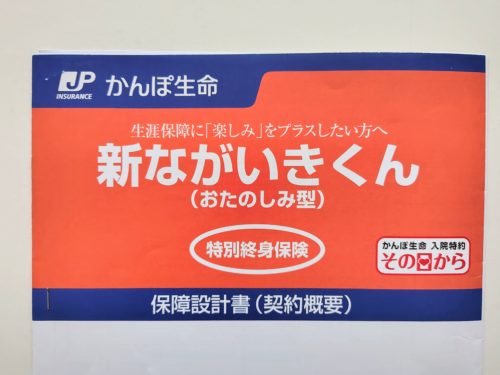 JP
INSURANCE
かんぽ生命
生涯保障に「楽しみ」をプラスしたい方へ
新ながいきくん
(おたのしみ型)
特別終身保険
かんぽ生命 入院特約
その日から
保障設計書(契約概要)